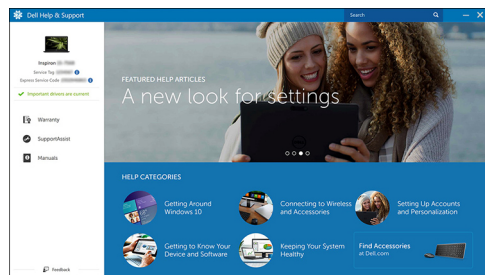 Dell Help & Support
Search
Inspiron
Service Tag:
Express Service Code:
Important drivers are current
Warranty
SupportAssist
Manuals
Feedback
FEATURED HELP ARTICLES
A new look for settings
HELP CATEGORIES
Getting Around
Windows 10
Connecting to Wireless
and Accessories
Setting Up Accounts
and Personalization
Getting to Know Your
Device and Software
Keeping Your System
Healthy
Find Accessories
at Dell.com